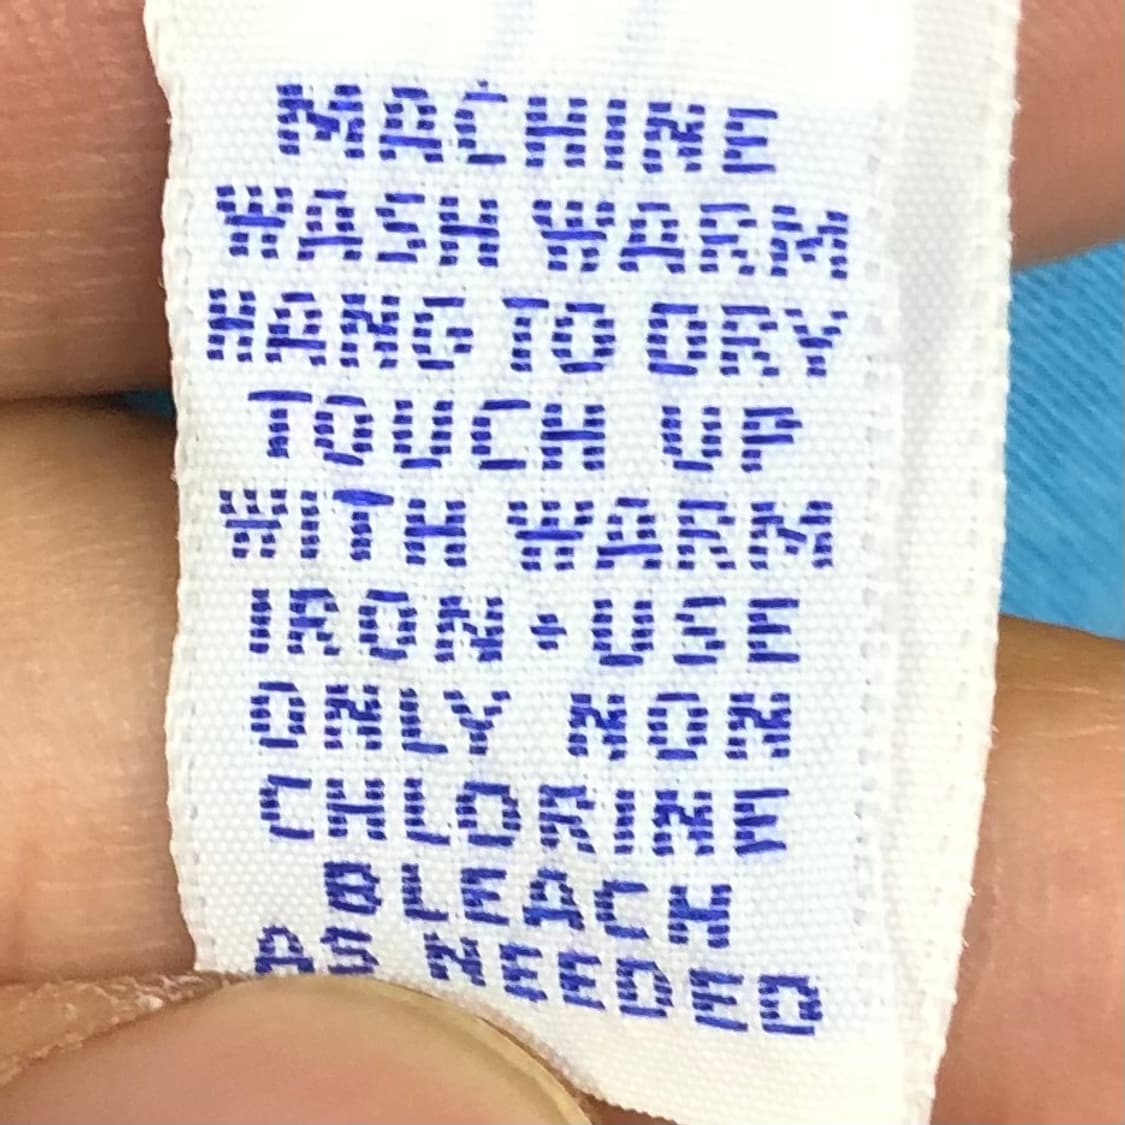 MACHINE
WASH WARM
HANG TO DRY
TOUCH UP
WITH WARM
IRON • USE
ONLY NON
CHLORINE
BLEACH
AS NEEDED